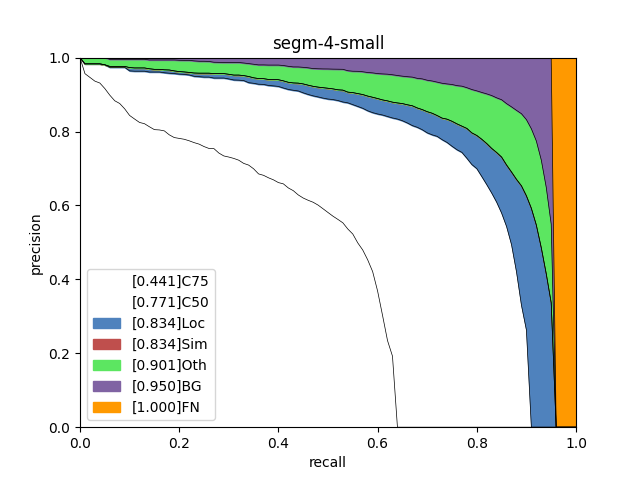 segm-4-small
precision
1.0
0.8
0.6
0.4
0.2
0.0
[0.441]C75
[0.771]C50
[0.834]Loc
[0.834]Sim
[0.901]Oth
[0.950]BG
[1.000]FN
0.0 0.2 0.4 0.6 0.8 1.0
recall